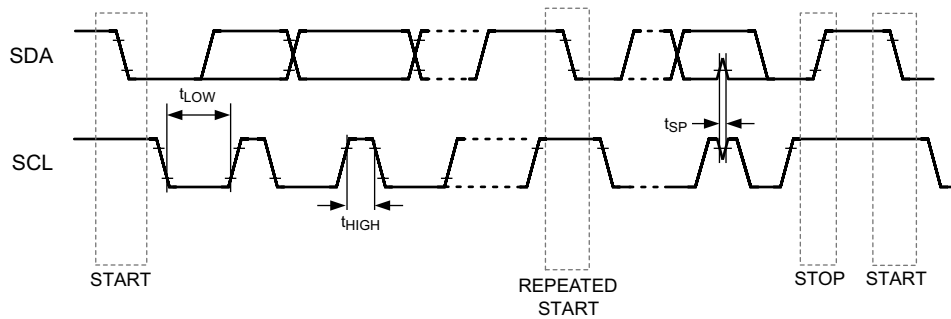 SDA
tLOW
tSP
SCL
tHIGH
START
REPEATED
START
STOP
START